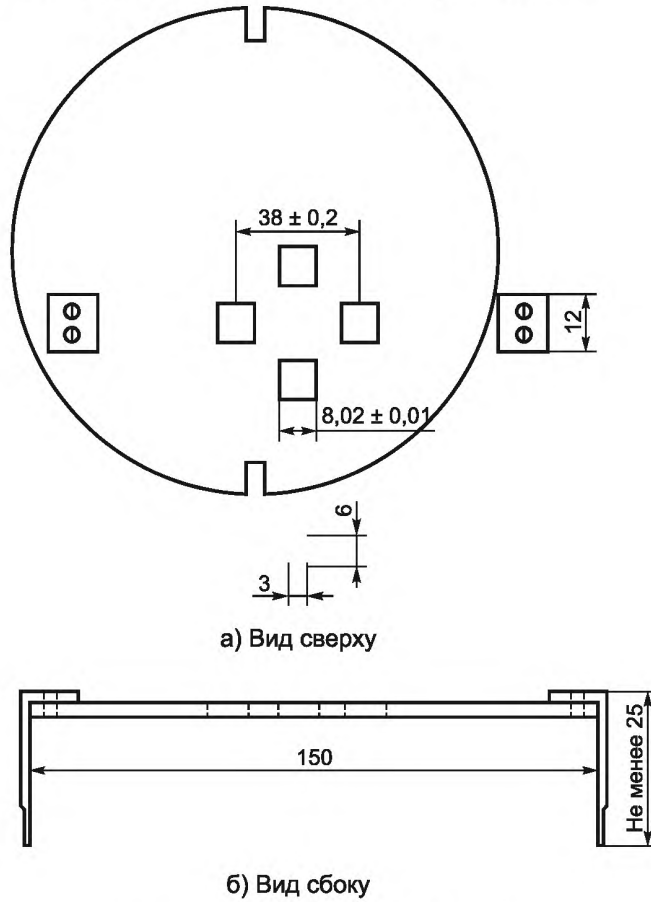 38 ± 0,2
12
8,02 ± 0,01
6
3
а) Вид сверху
150
Не менее 25
б) Вид сбоку